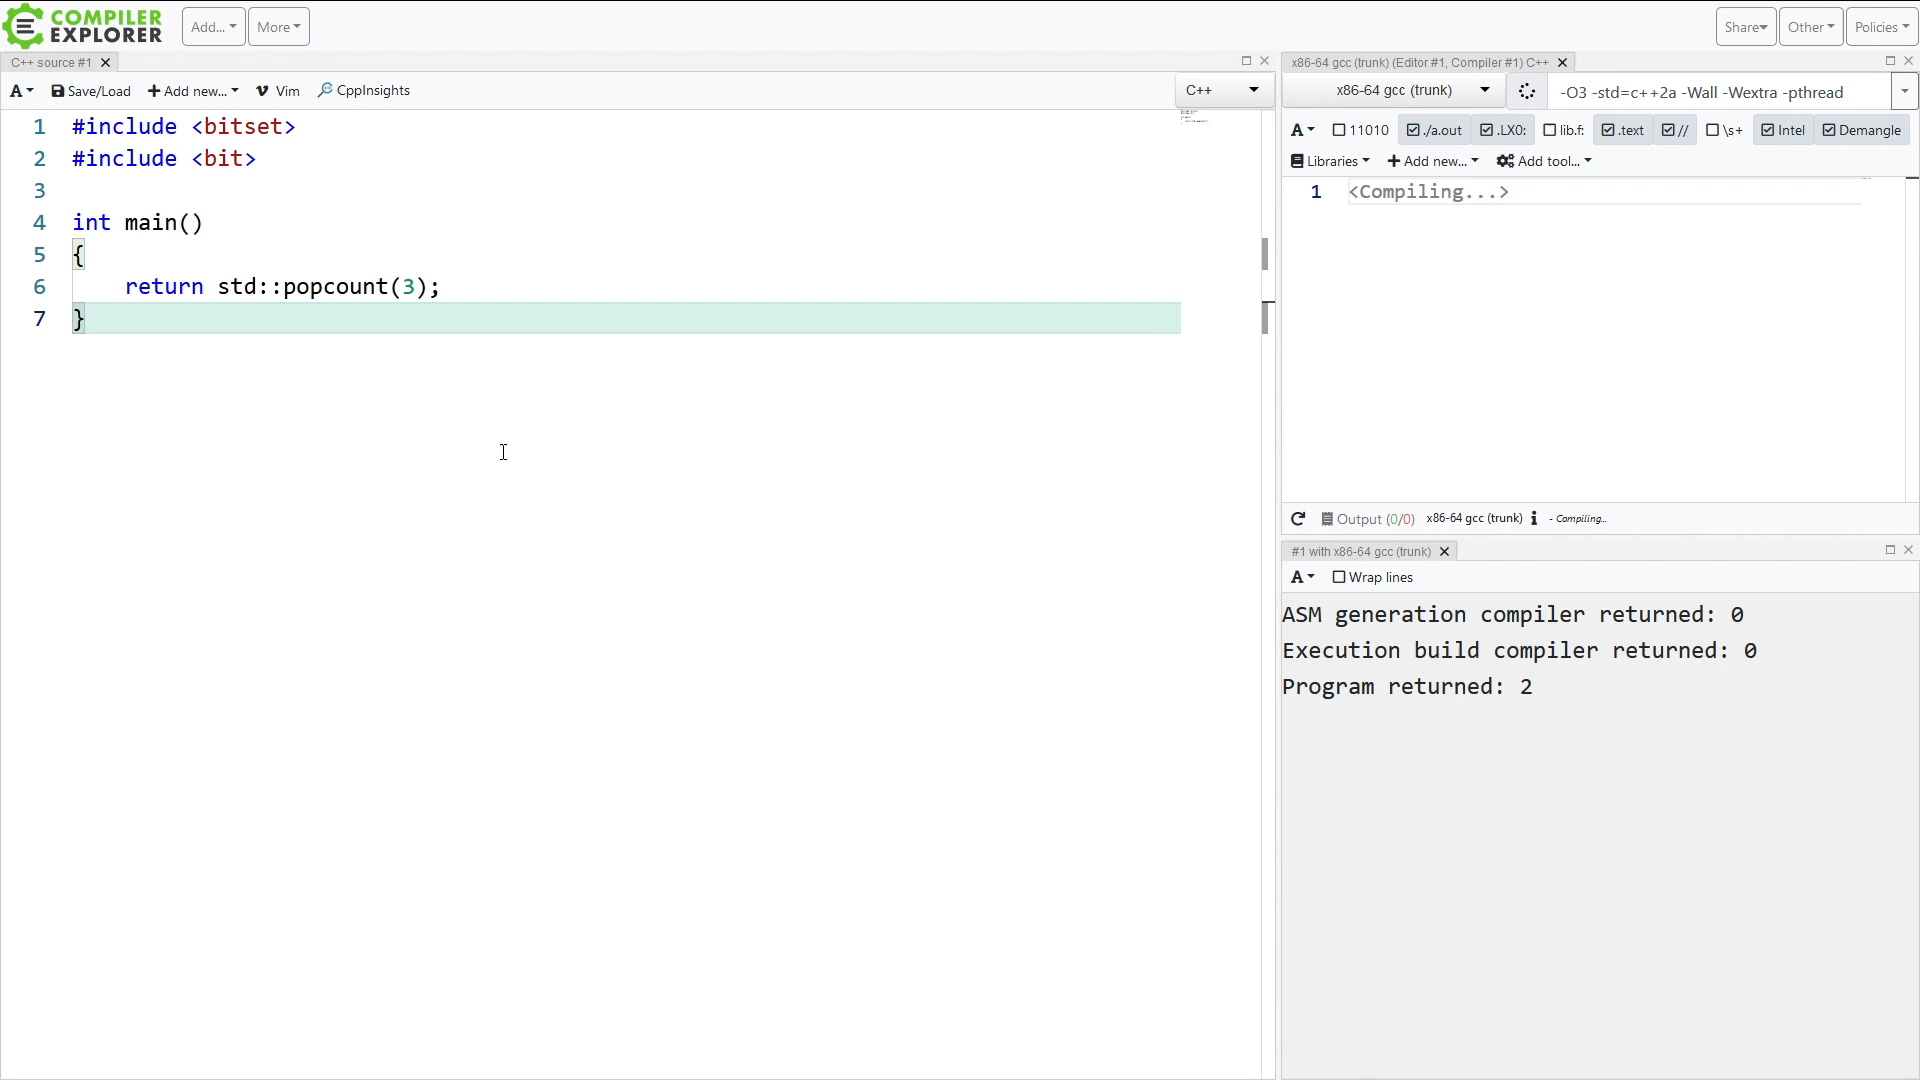 COMPILER
EXPLORER
Add...
More
Share
Other
Policies
C++ source #1
A
Save/Load
Add new...
Vim
CppInsights
C++
1 #include <bitset>
2 #include <bit>
3
4 int main()
5 {
6 return std::popcount(3);
7 }
x86-64 gcc (trunk) (Editor #1, Compiler #1) C++
x86-64 gcc (trunk)
-O3 -std=c++2a -Wall -Wextra -pthread
A
11010
./a.out
.LX0:
lib.f:
.text
//
\s+
Intel
Demangle
Libraries
Add new...
Add tool...
1 <Compiling...>
Output (0/0)
x86-64 gcc (trunk)
- Compiling...
#1 with x86-64 gcc (trunk)
A
Wrap lines
ASM generation compiler returned: 0
Execution build compiler returned: 0
Program returned: 2